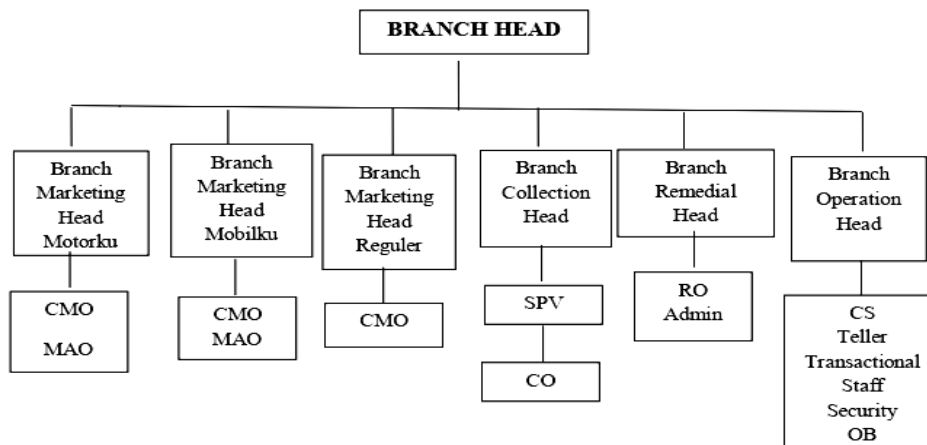 BRANCH HEAD
Branch
Marketing
Head
Motorku
Branch
Marketing
Head
Mobilku
Branch
Marketing
Head
Reguler
Branch
Collection
Head
Branch
Remedial
Head
Branch
Operation
Head
CMO
MAO
CMO
MAO
CMO
SPV
CO
RO
Admin
CS
Teller
Transactional
Staff
Security
OB